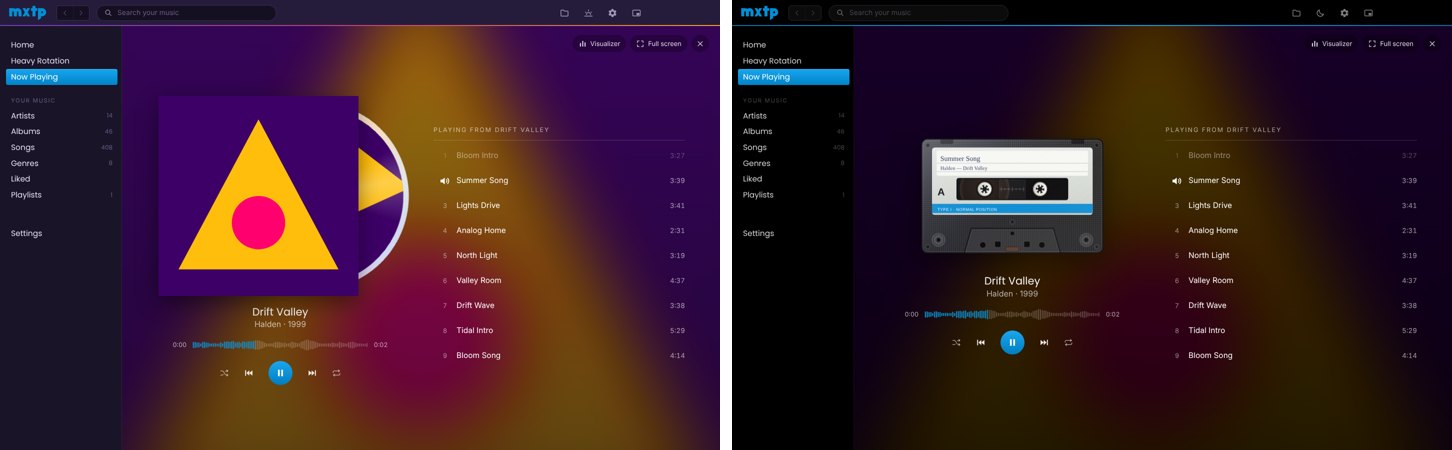 mxtp
Search your music
Visualizer
Full screen
Home
Heavy Rotation
Now Playing
YOUR MUSIC
Artists 14
Albums 46
Songs 408
Genres 8
Liked
Playlists 1
Settings
Drift Valley
Halden · 1999
0:00 0:02
PLAYING FROM DRIFT VALLEY
1 Bloom Intro 3:27
Summer Song 3:39
3 Lights Drive 3:41
4 Analog Home 2:31
5 North Light 3:19
6 Valley Room 4:37
7 Drift Wave 3:38
8 Tidal Intro 5:29
9 Bloom Song 4:14
mxtp
Search your music
Visualizer
Full screen
Home
Heavy Rotation
Now Playing
YOUR MUSIC
Artists 14
Albums 46
Songs 408
Genres 8
Liked
Playlists 1
Settings
Summer Song
Halden — Drift Valley
A
TYPE I · NORMAL POSITION
Drift Valley
Halden · 1999
0:00 0:02
PLAYING FROM DRIFT VALLEY
1 Bloom Intro 3:27
Summer Song 3:39
3 Lights Drive 3:41
4 Analog Home 2:31
5 North Light 3:19
6 Valley Room 4:37
7 Drift Wave 3:38
8 Tidal Intro 5:29
9 Bloom Song 4:14